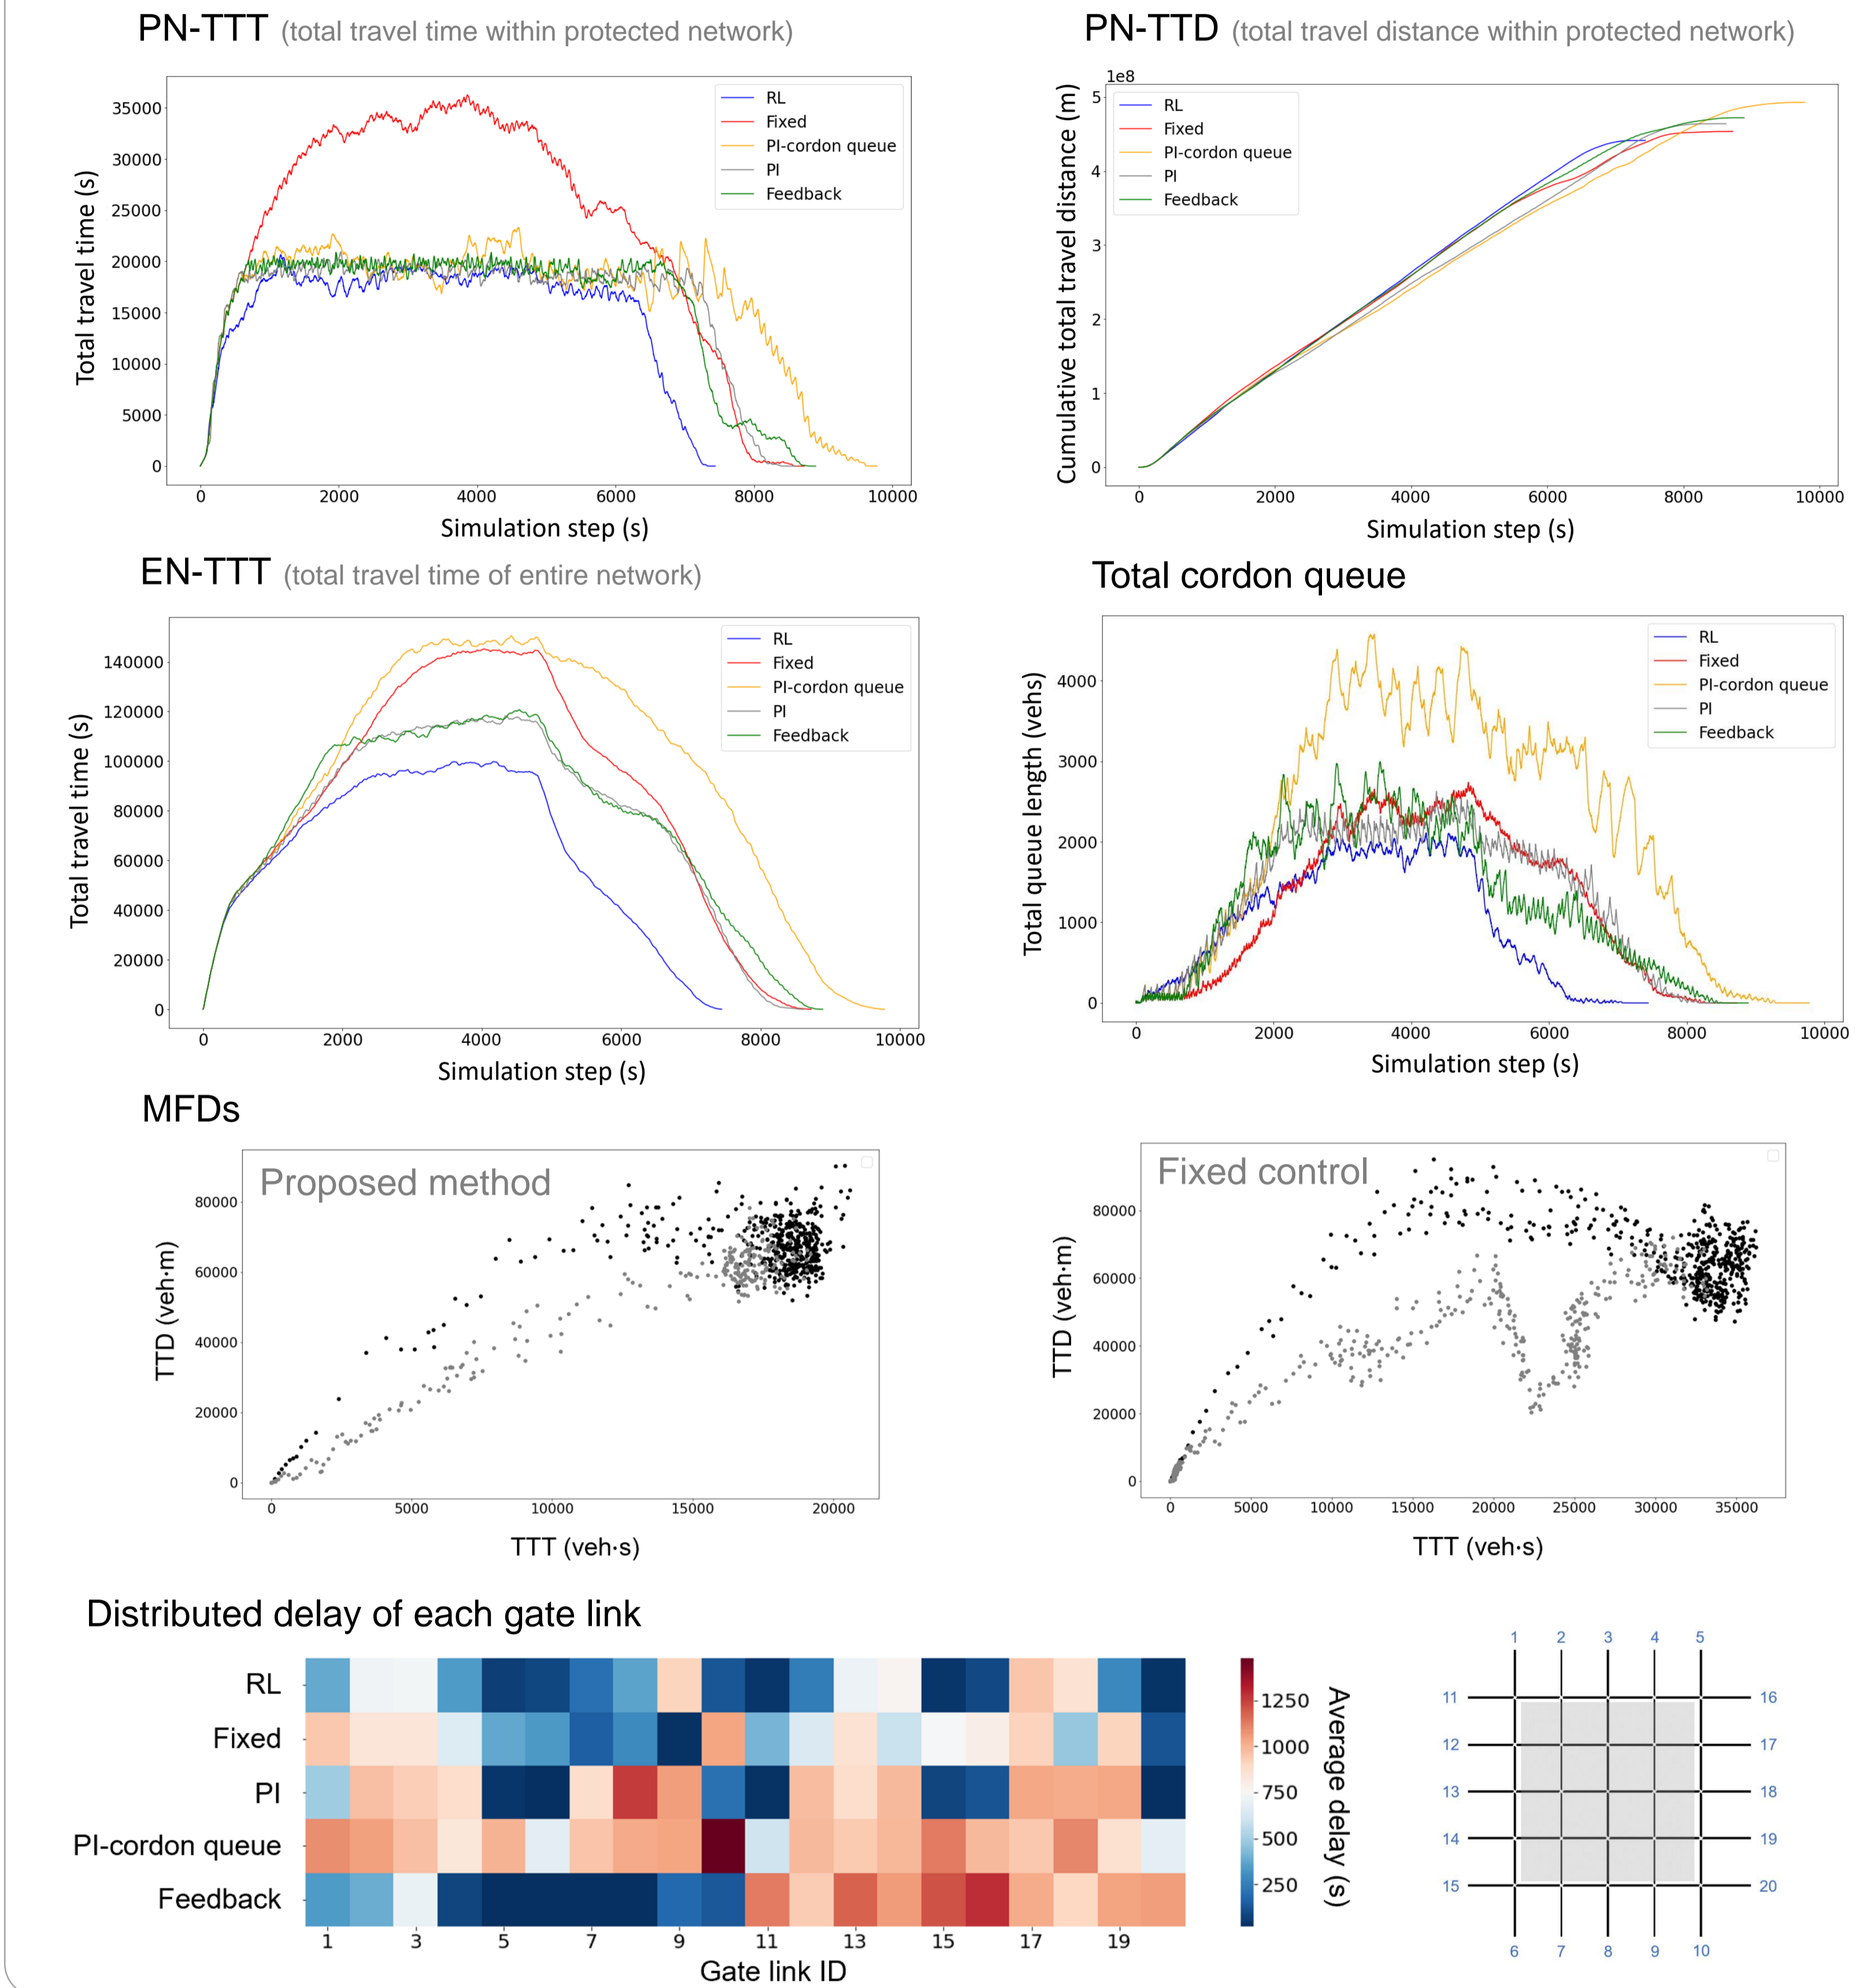 PN-TTT (total travel time within protected network)
PN-TTD (total travel distance within protected network)
Total travel time (s)
35000
30000
25000
20000
15000
10000
5000
0
RL
Fixed
PI-cordon queue
PI
Feedback
0 2000 4000 6000 8000 10000
Simulation step (s)
Cumulative total travel distance (m)
1e8
5
4
3
2
1
0
RL
Fixed
PI-cordon queue
PI
Feedback
0 2000 4000 6000 8000 10000
Simulation step (s)
EN-TTT (total travel time of entire network)
Total cordon queue
Total travel time (s)
140000
120000
100000
80000
60000
40000
20000
0
RL
Fixed
PI-cordon queue
PI
Feedback
0 2000 4000 6000 8000 10000
Simulation step (s)
Total queue length (vehs)
4000
3000
2000
1000
0
RL
Fixed
PI-cordon queue
PI
Feedback
0 2000 4000 6000 8000 10000
Simulation step (s)
MFDs
Proposed method
TTD (veh·m)
80000
60000
40000
20000
0
0 5000 10000 15000 20000
TTT (veh·s)
Fixed control
TTD (veh·m)
80000
60000
40000
20000
0
0 5000 10000 15000 20000 25000 30000 35000
TTT (veh·s)
Distributed delay of each gate link
RL
Fixed
PI
PI-cordon queue
Feedback
1 3 5 7 9 11 13 15 17 19
Gate link ID
1250
1000
750
500
250
Average delay (s)
1 2 3 4 5
11 16
12 17
13 18
14 19
15 20
6 7 8 9 10